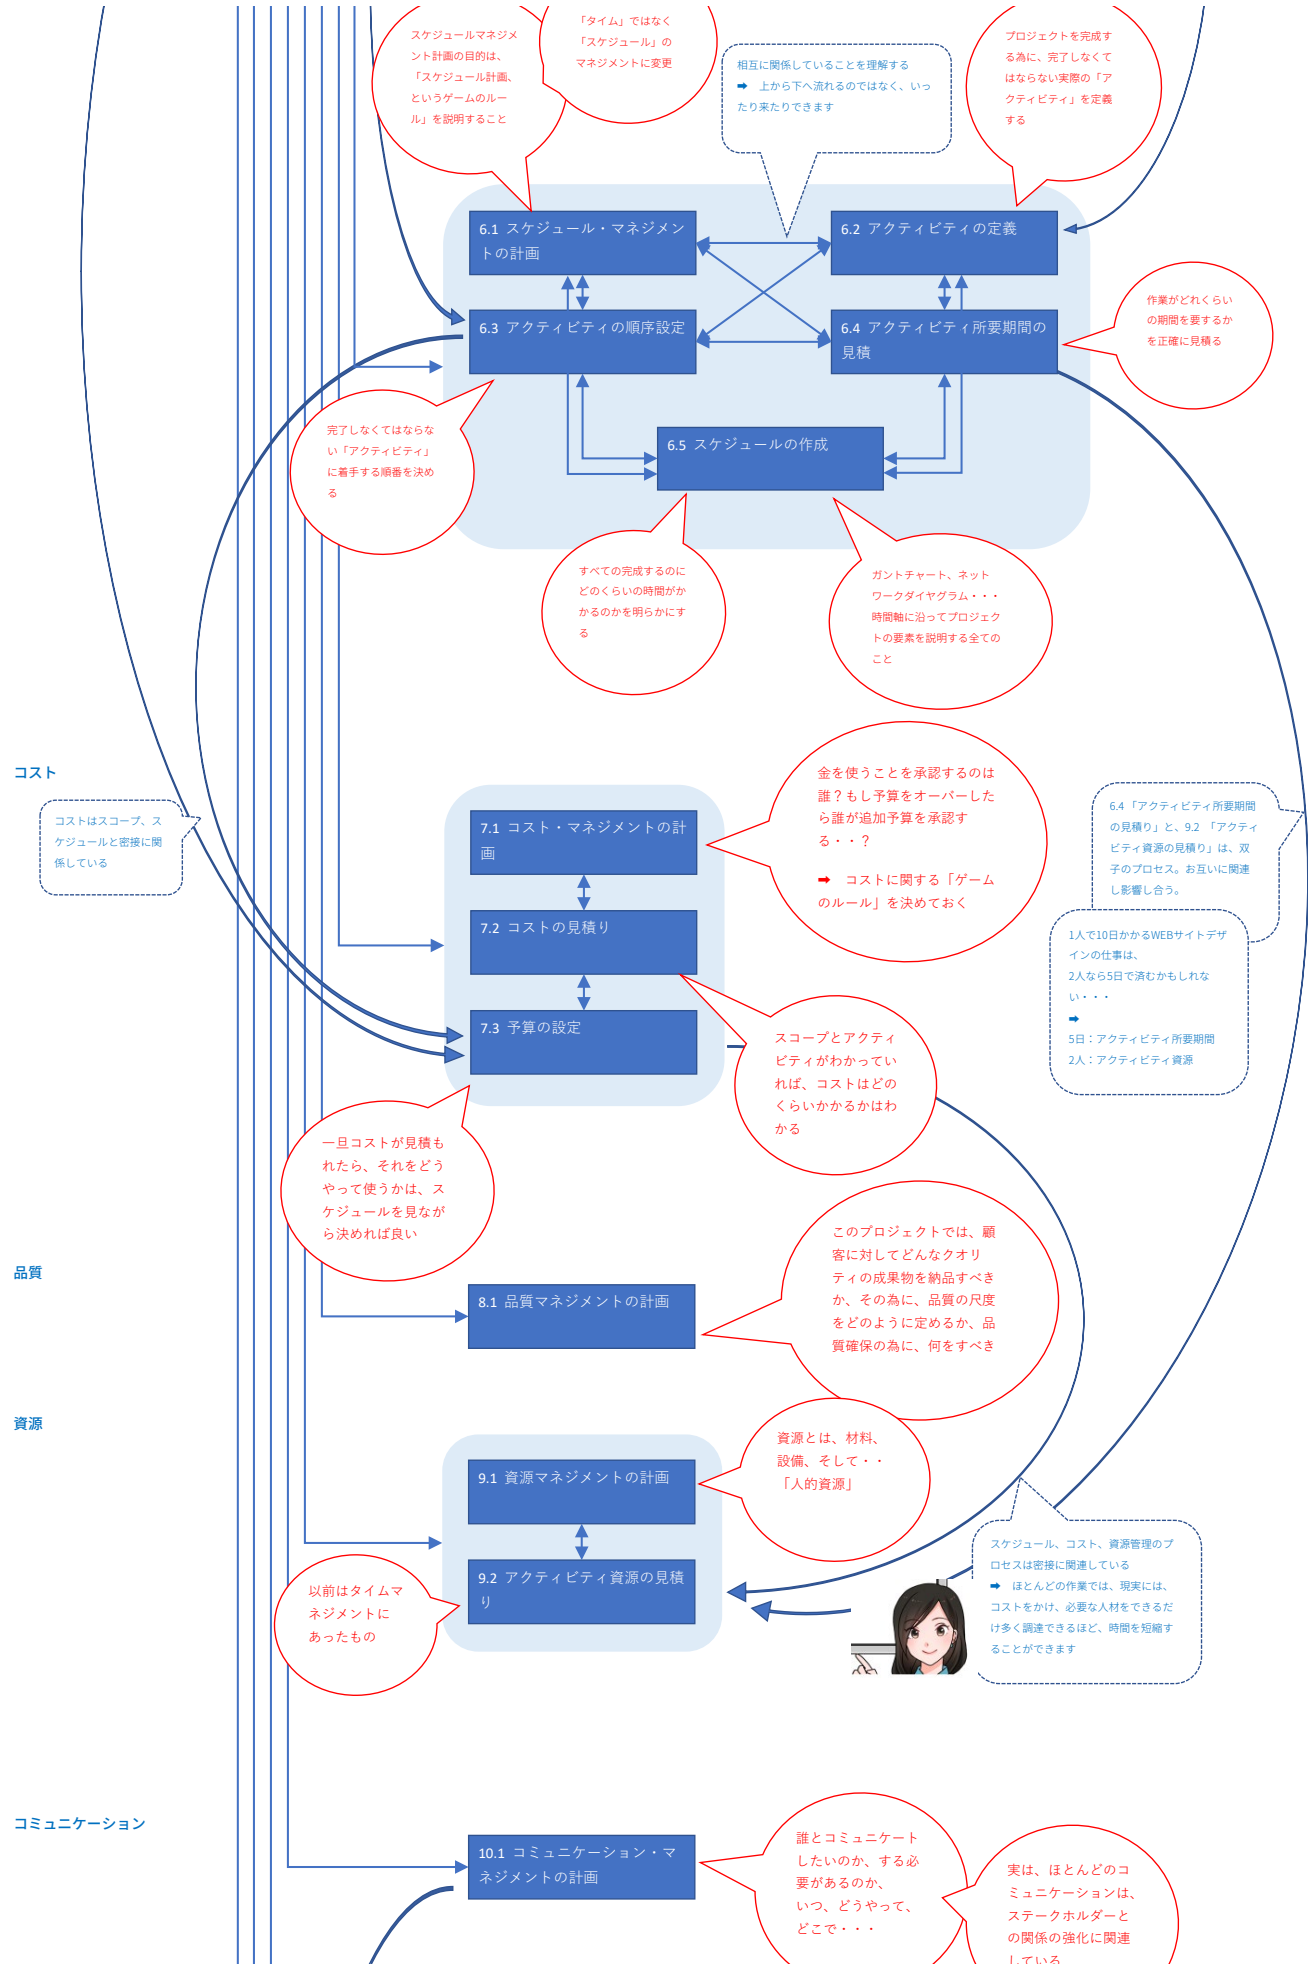 スケジュールマネジメ
ント計画の目的は、
「スケジュール計画、
というゲームのルー
ル」を説明すること
「タイム」ではなく
「スケジュール」の
マネジメントに変更
相互に関係していることを理解する
➡ 上から下へ流れるのではなく、いっ
たり来たりできます
プロジェクトを完成す
る為に、完了しなくて
はならない実際の「ア
クティビティ」を定義
する
6.1 スケジュール・マネジメン
トの計画
6.2 アクティビティの定義
6.3 アクティビティの順序設定
6.4 アクティビティ所要期間の
見積
作業がどれくらい
の期間を要するか
を正確に見積る
完了しなくてはならな
い「アクティビティ」
に着手する順番を決め
る
6.5 スケジュールの作成
すべての完成するのに
どのくらいの時間がか
かるのかを明らかにす
る
ガントチャート、ネット
ワークダイヤグラム・・・
時間軸に沿ってプロジェク
トの要素を説明する全ての
こと
コスト
コストはスコープ、ス
ケジュールと密接に関
係している
7.1 コスト・マネジメントの計
画
7.2 コストの見積り
7.3 予算の設定
金を使うことを承認するのは
誰？もし予算をオーバーした
ら誰が追加予算を承認す
る・・？
➡ コストに関する「ゲーム
のルール」を決めておく
6.4 「アクティビティ所要期間
の見積り」と、9.2 「アクティ
ビティ資源の見積り」は、双
子のプロセス。お互いに関連
し影響し合う。
1人で10日かかるWEBサイトデザ
インの仕事は、
2人なら5日で済むかもしれな
い・・・
➡
5日：アクティビティ所要期間
2人：アクティビティ資源
スコープとアクティ
ビティがわかってい
れば、コストはどの
くらいかかるかはわ
かる
一旦コストが見積も
れたら、それをどう
やって使うかは、ス
ケジュールを見なが
ら決めれば良い
品質
8.1 品質マネジメントの計画
このプロジェクトでは、顧
客に対してどんなクオリ
ティの成果物を納品すべき
か、その為に、品質の尺度
をどのように定めるか、品
質確保の為に、何をすべき
資源
9.1 資源マネジメントの計画
資源とは、材料、
設備、そして・・
「人的資源」
9.2 アクティビティ資源の見積
り
以前はタイムマ
ネジメントに
あったもの
スケジュール、コスト、資源管理のプ
ロセスは密接に関連している
➡ ほとんどの作業では、現実には、
コストをかけ、必要な人材をできるだ
け多く調達できるほど、時間を短縮す
ることができます
コミュニケーション
10.1 コミュニケーション・マ
ネジメントの計画
誰とコミュニケート
したいのか、する必
要があるのか、
いつ、どうやって、
どこで・・・
実は、ほとんどのコ
ミュニケーションは、
ステークホルダーと
の関係の強化に関連
している